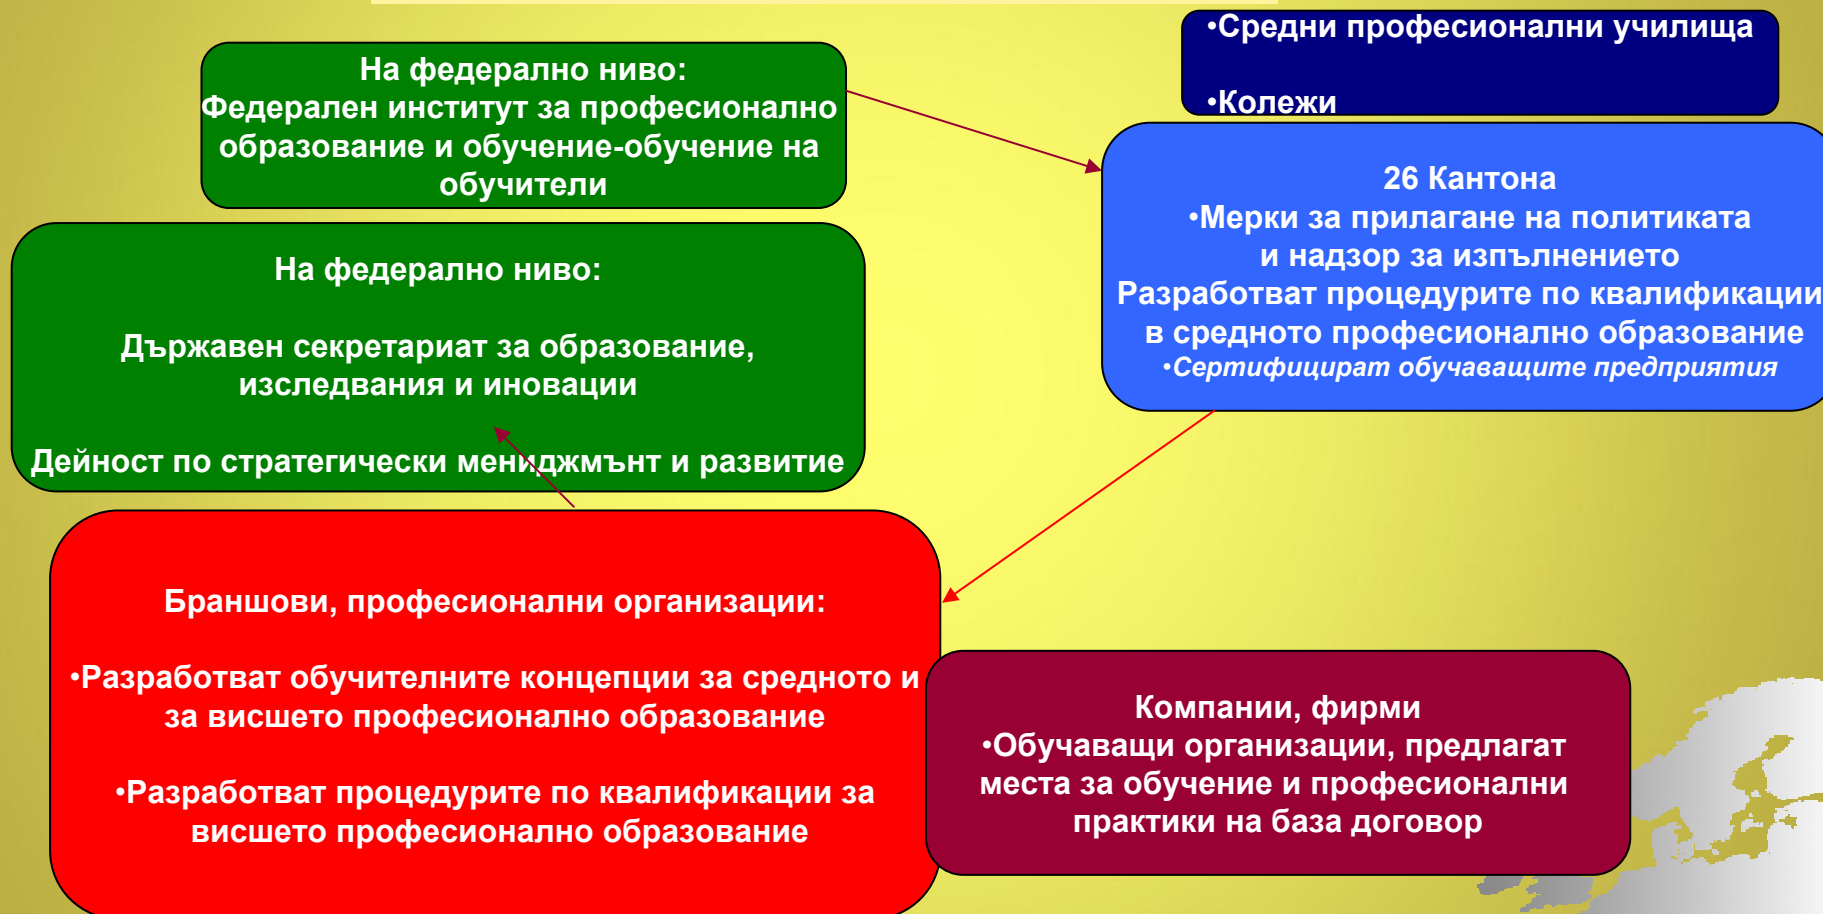 На федерално ниво:
Федерален институт за професионално
образование и обучение-обучение на
обучители
На федерално ниво:
Държавен секретариат за образование,
изследвания и иновации
Дейност по стратегически мениджмънт и развитие
•Средни професионални училища
•Колежи
26 Кантона
•Мерки за прилагане на политиката
и надзор за изпълнението
Разработват процедурите по квалификации
в средното професионално образование
•Сертифицират обучаващите предприятия
Браншови, професионални организации:
•Разработват обучителните концепции за средното и
за висшето професионално образование
•Разработват процедурите по квалификации за
висшето професионално образование
Компании, фирми
•Обучаващи организации, предлагат
места за обучение и професионални
практики на база договор